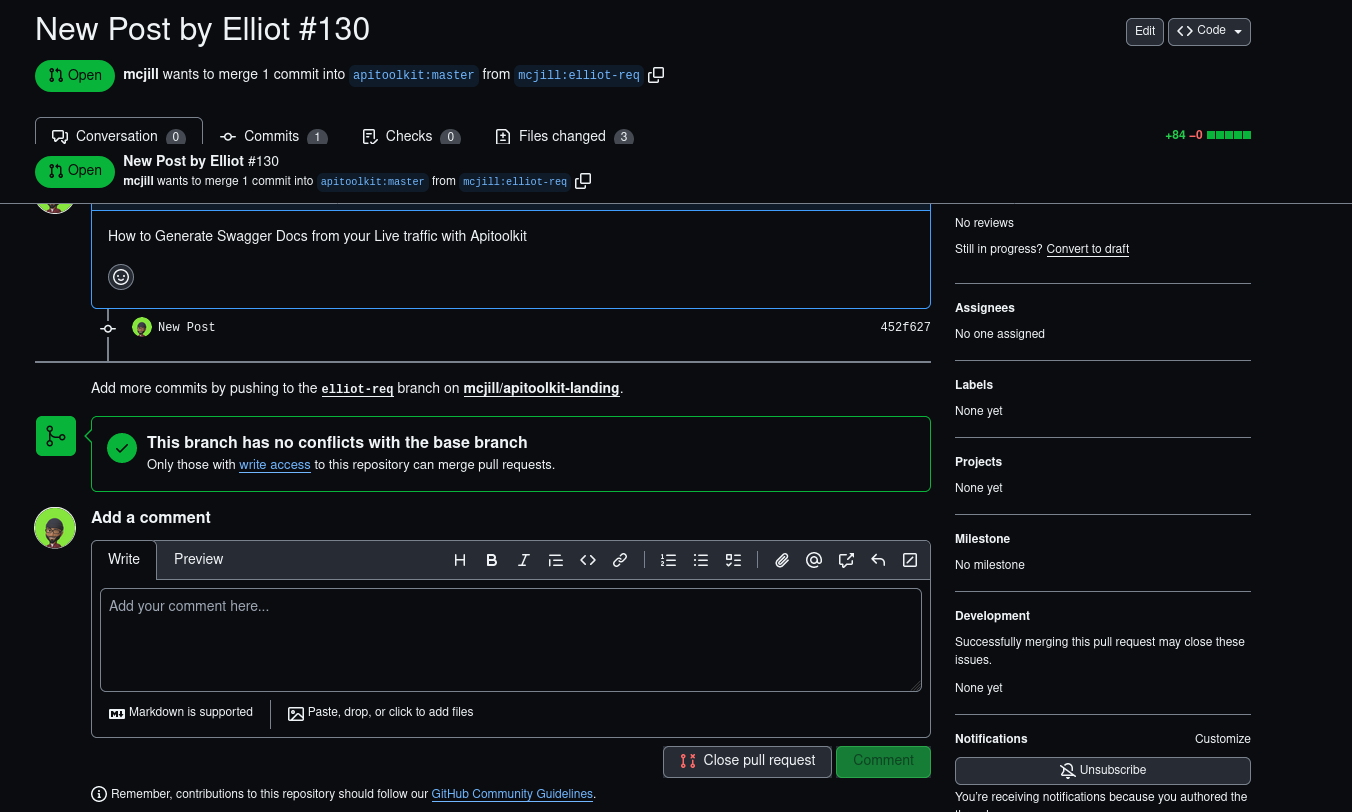 New Post by Elliot #130
Edit
Code
Open
mcjill wants to merge 1 commit into apitoolkit:master from mcjill:elliot-req
Conversation 0
Commits 1
Checks 0
Files changed 3
+84 −0
Open
New Post by Elliot #130
mcjill wants to merge 1 commit into apitoolkit:master from mcjill:elliot-req
How to Generate Swagger Docs from your Live traffic with Apitoolkit
New Post 452f627
Add more commits by pushing to the elliot-req branch on mcjill/apitoolkit-landing.
This branch has no conflicts with the base branch
Only those with write access to this repository can merge pull requests.
Add a comment
Write Preview
Add your comment here...
Markdown is supported
Paste, drop, or click to add files
Close pull request
Comment
Remember, contributions to this repository should follow our GitHub Community Guidelines.
No reviews
Still in progress? Convert to draft
Assignees
No one assigned
Labels
None yet
Projects
None yet
Milestone
No milestone
Development
Successfully merging this pull request may close these
issues.
None yet
Notifications Customize
Unsubscribe
You're receiving notifications because you authored the